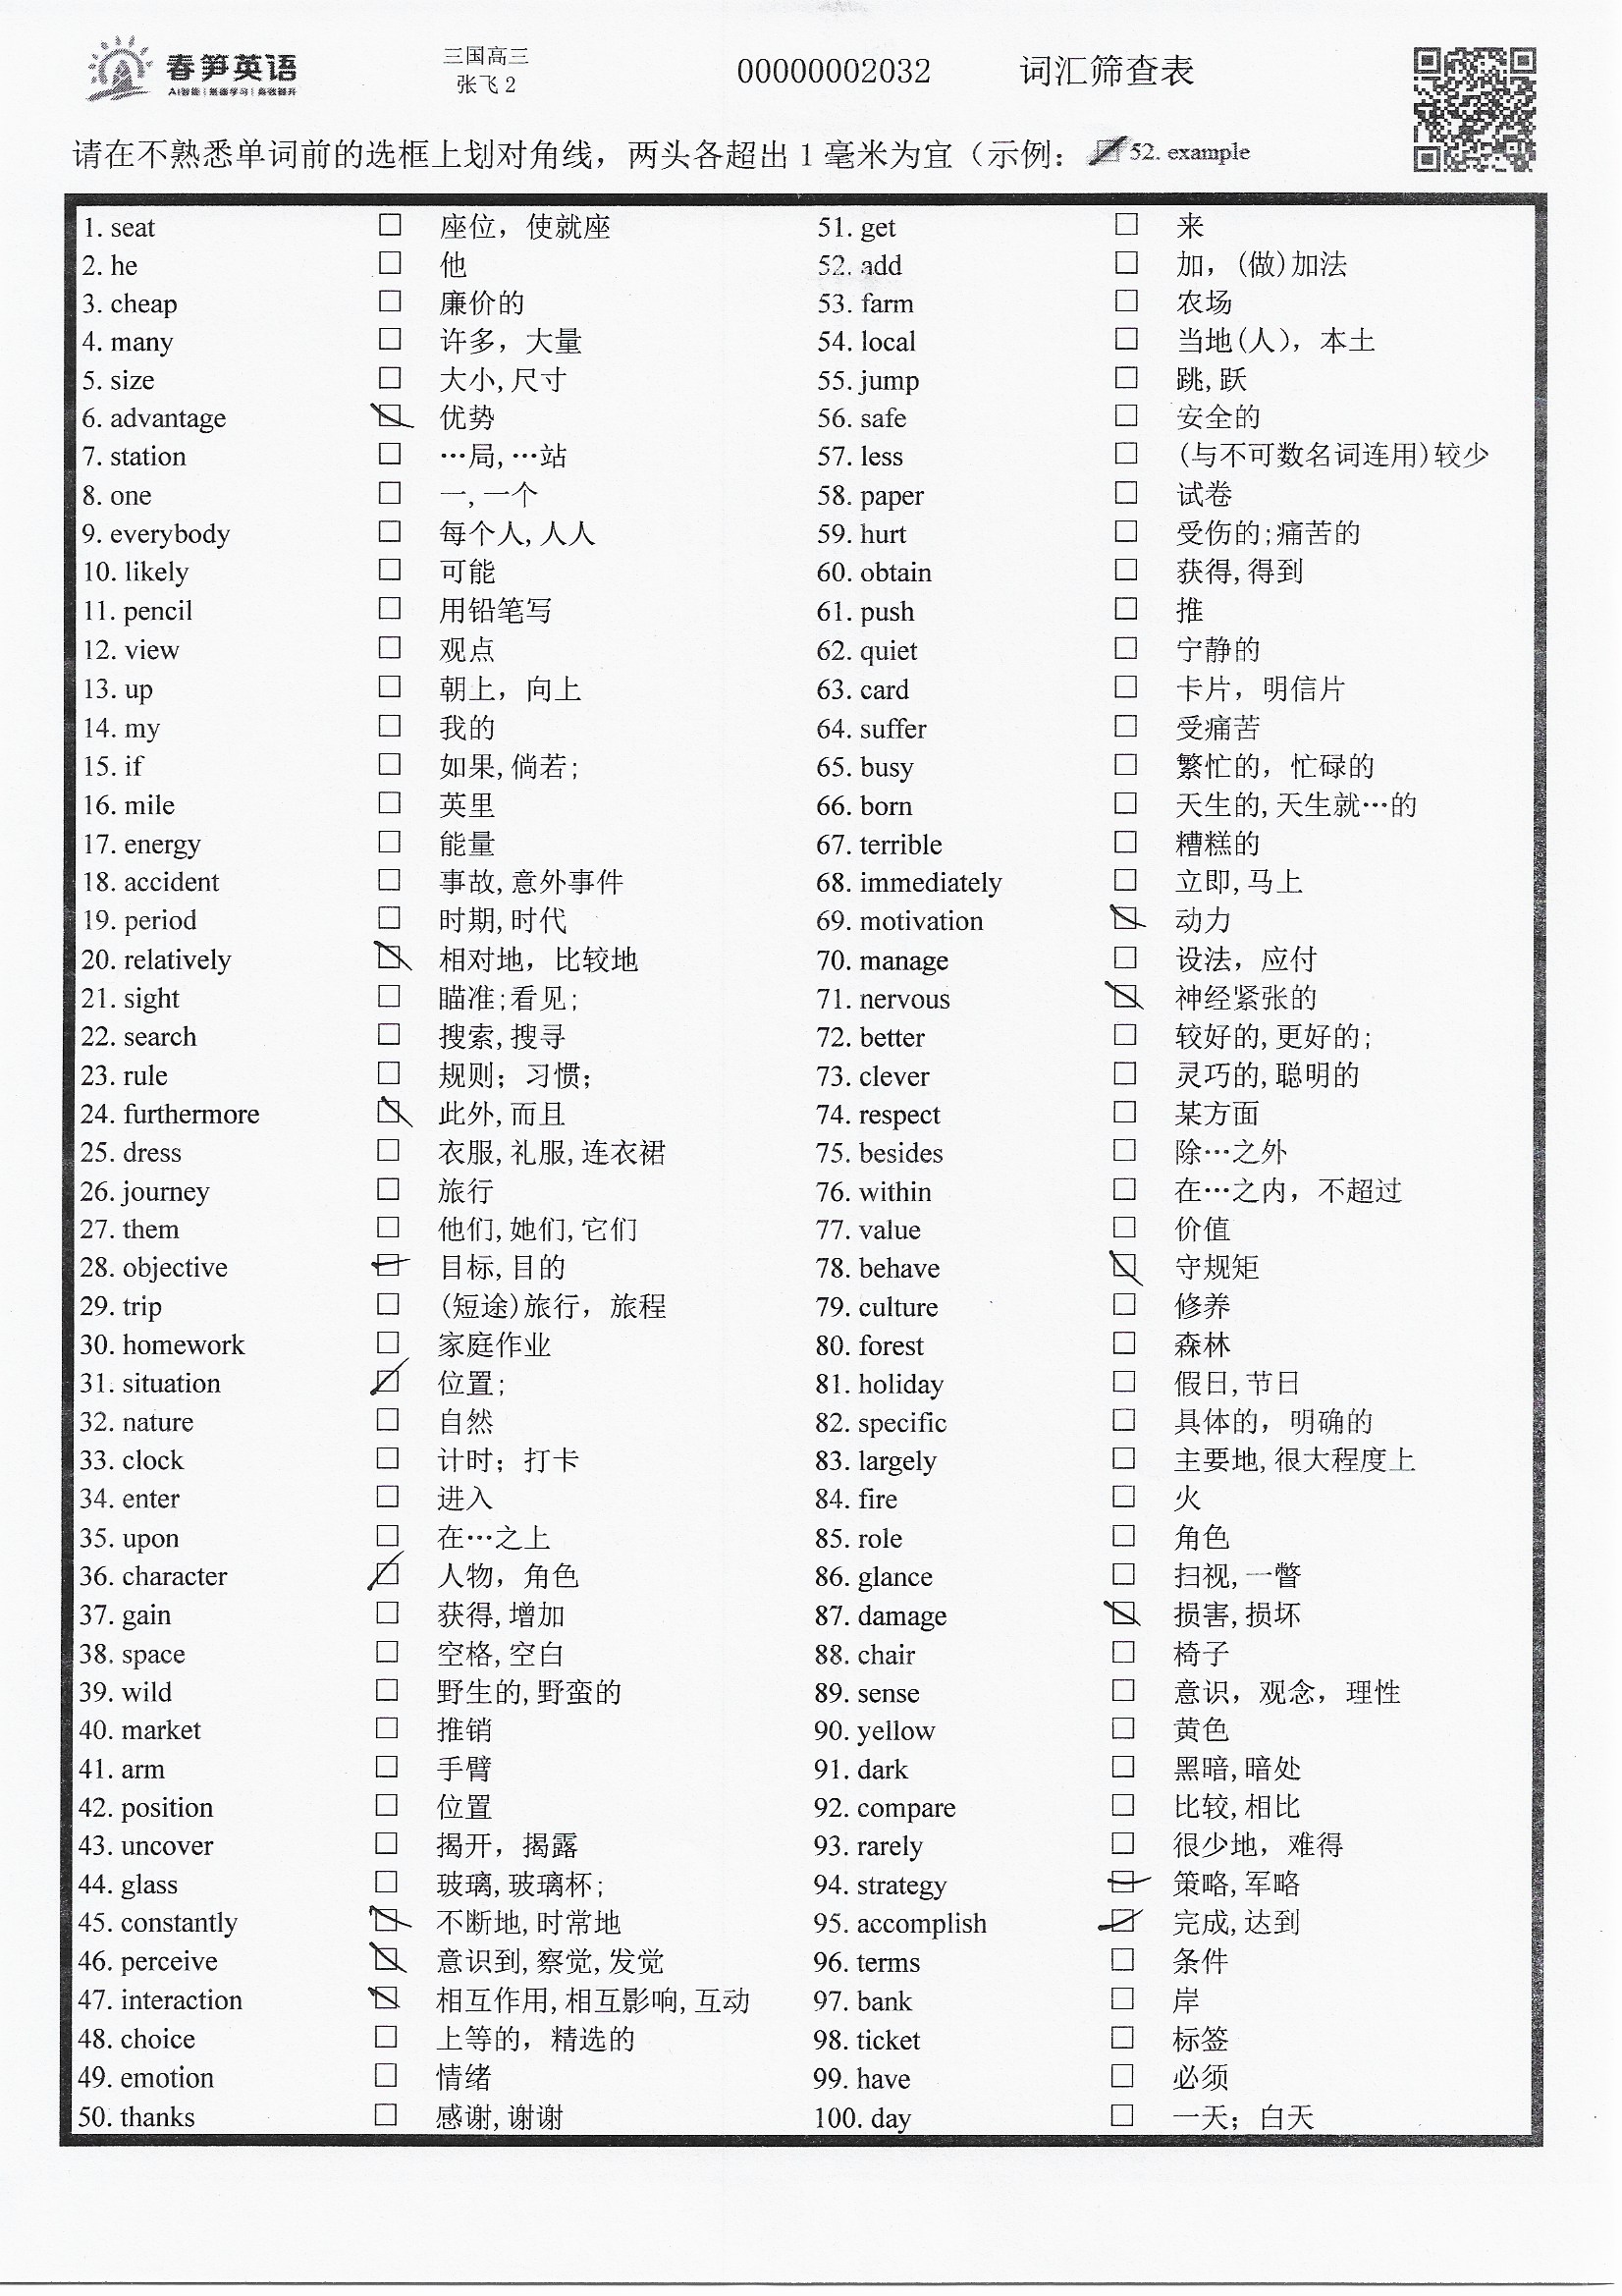 春笋英语
AI智能 | 易德学习 | 高效提升
三国高三
张飞 2
00000002032
词汇筛查表
请在不熟悉单词前的选框上划对角线，两头各超出 1 毫米为宜（示例： 52. example
1. seat 座位，使就座
2. he 他
3. cheap 廉价的
4. many 许多，大量
5. size 大小,尺寸
6. advantage 优势
7. station …局,…站
8. one 一,一个
9. everybody 每个人,人人
10. likely 可能
11. pencil 用铅笔写
12. view 观点
13. up 朝上，向上
14. my 我的
15. if 如果,倘若;
16. mile 英里
17. energy 能量
18. accident 事故,意外事件
19. period 时期,时代
20. relatively 相对地，比较地
21. sight 瞄准;看见;
22. search 搜索,搜寻
23. rule 规则；习惯；
24. furthermore 此外,而且
25. dress 衣服,礼服,连衣裙
26. journey 旅行
27. them 他们,她们,它们
28. objective 目标,目的
29. trip (短途)旅行，旅程
30. homework 家庭作业
31. situation 位置;
32. nature 自然
33. clock 计时；打卡
34. enter 进入
35. upon 在…之上
36. character 人物，角色
37. gain 获得,增加
38. space 空格,空白
39. wild 野生的,野蛮的
40. market 推销
41. arm 手臂
42. position 位置
43. uncover 揭开，揭露
44. glass 玻璃,玻璃杯;
45. constantly 不断地,时常地
46. perceive 意识到,察觉,发觉
47. interaction 相互作用,相互影响,互动
48. choice 上等的，精选的
49. emotion 情绪
50. thanks 感谢,谢谢
51. get 来
52. add 加，(做)加法
53. farm 农场
54. local 当地(人)，本土
55. jump 跳,跃
56. safe 安全的
57. less (与不可数名词连用)较少
58. paper 试卷
59. hurt 受伤的;痛苦的
60. obtain 获得,得到
61. push 推
62. quiet 宁静的
63. card 卡片，明信片
64. suffer 受痛苦
65. busy 繁忙的，忙碌的
66. born 天生的,天生就…的
67. terrible 糟糕的
68. immediately 立即,马上
69. motivation 动力
70. manage 设法，应付
71. nervous 神经紧张的
72. better 较好的,更好的;
73. clever 灵巧的,聪明的
74. respect 某方面
75. besides 除…之外
76. within 在…之内，不超过
77. value 价值
78. behave 守规矩
79. culture 修养
80. forest 森林
81. holiday 假日,节日
82. specific 具体的，明确的
83. largely 主要地,很大程度上
84. fire 火
85. role 角色
86. glance 扫视,一瞥
87. damage 损害,损坏
88. chair 椅子
89. sense 意识，观念，理性
90. yellow 黄色
91. dark 黑暗,暗处
92. compare 比较,相比
93. rarely 很少地，难得
94. strategy 策略,军略
95. accomplish 完成,达到
96. terms 条件
97. bank 岸
98. ticket 标签
99. have 必须
100. day 一天；白天